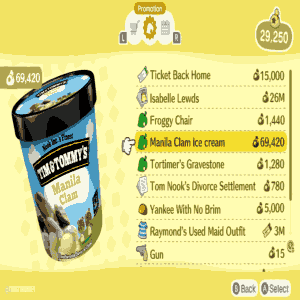 Promotion
L
R
29,250
69,420
Ticket Back Home
15,000
Isabelle Lewds
26M
Froggy Chair
1,440
Manila Clam Ice cream
69,420
Tortimer's Gravestone
1,280
Tom Nook's Divorce Settlement
780
Yankee With No Brim
5,000
Raymond's Used Maid Outfit
3M
Gun
15
TIM&TOMMY'S
Manila
Clam
Back
A Select